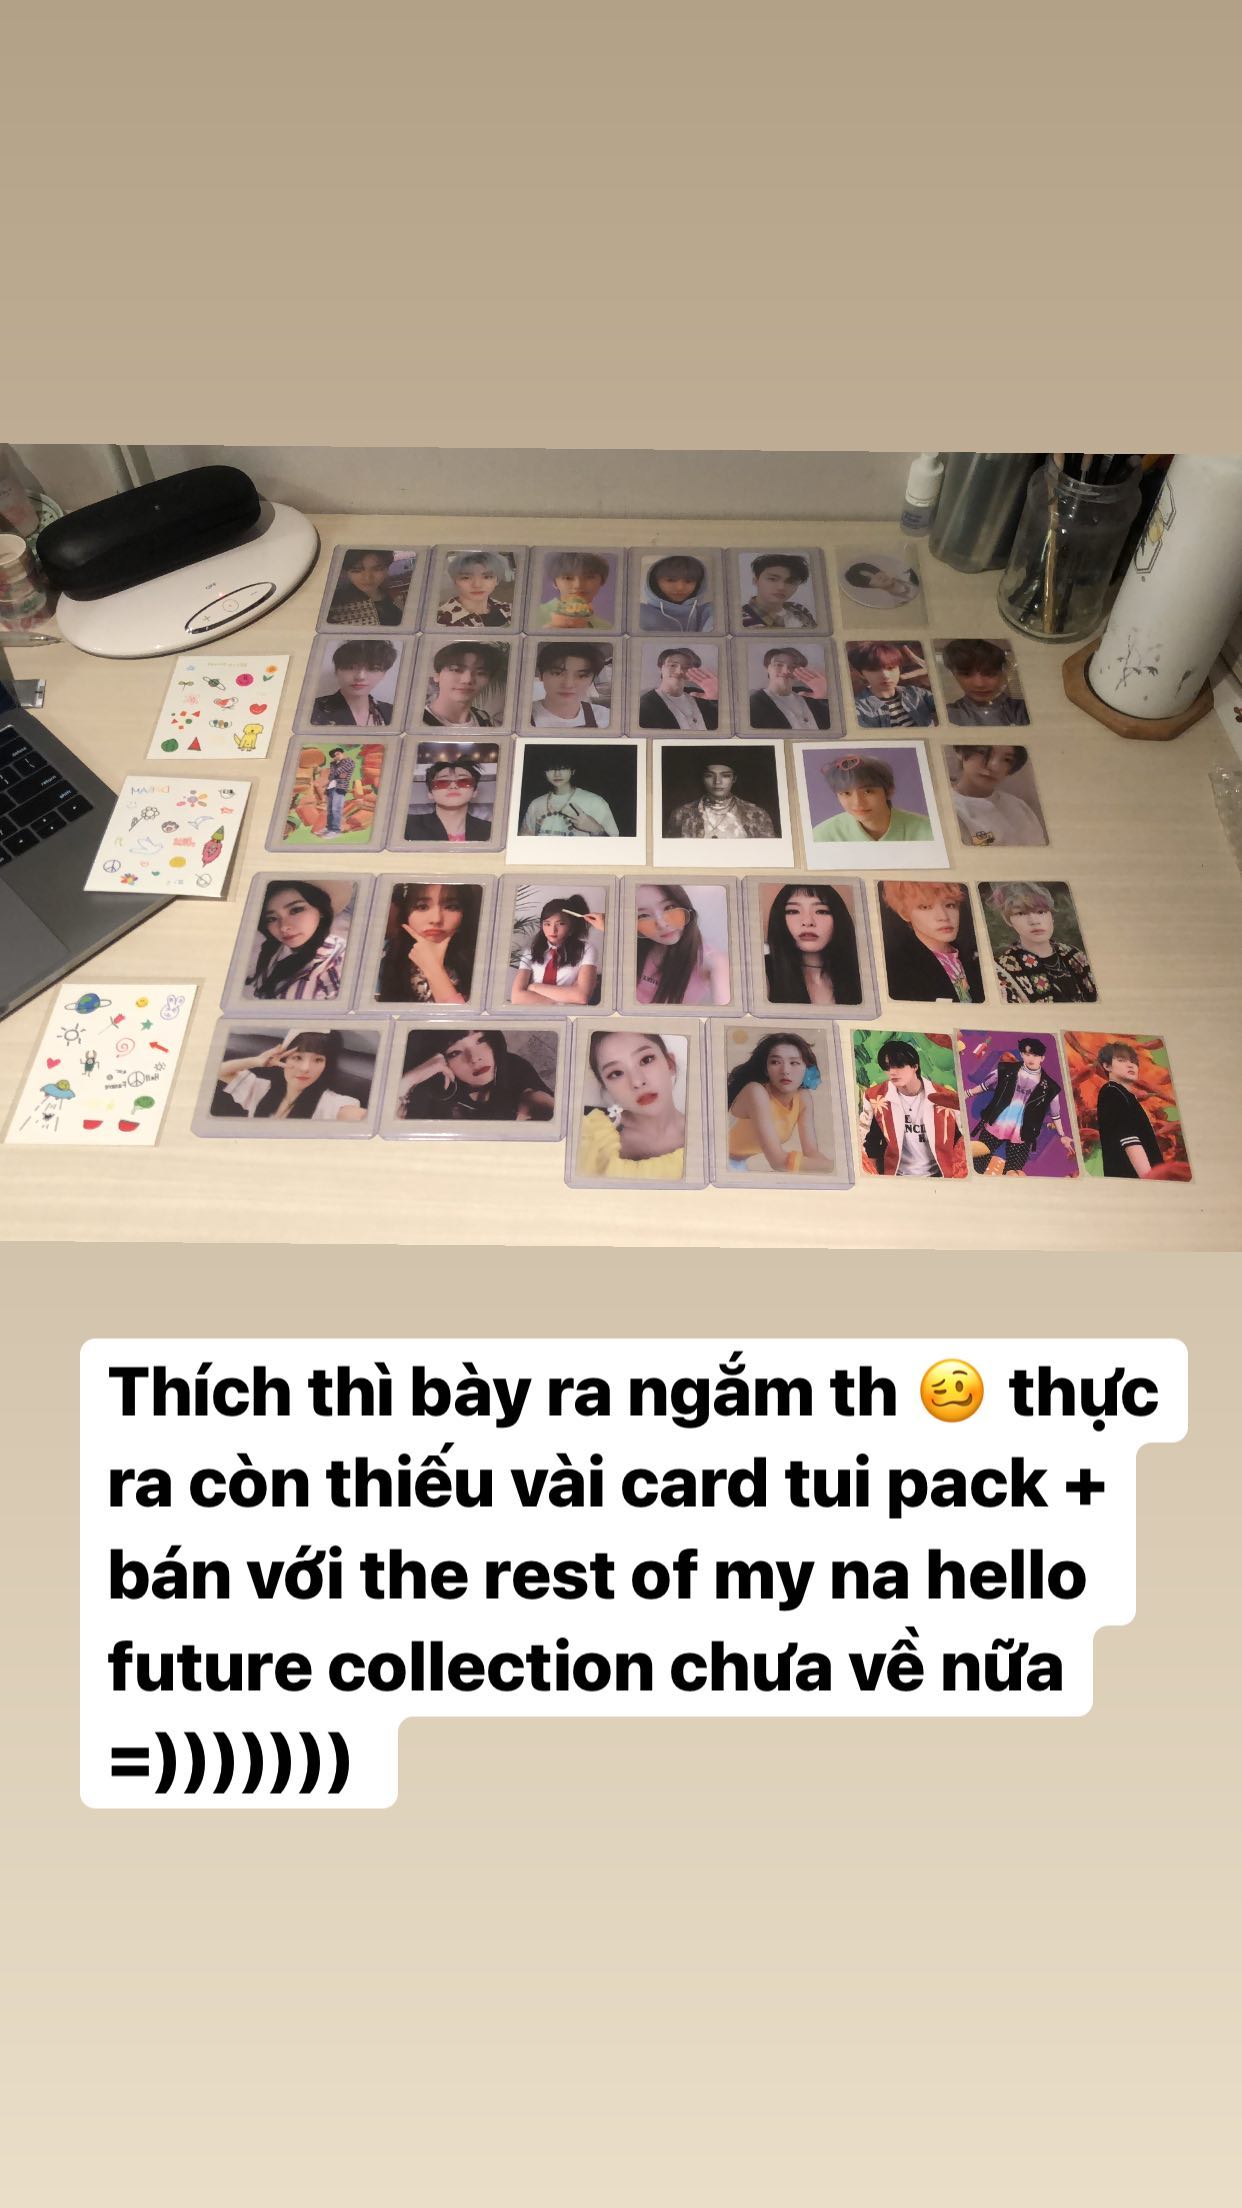 Thích thì bày ra ngắm th 🥴 thực
ra còn thiếu vài card tui pack +
bán với the rest of my na hello
future collection chưa về nữa
=)))))))
OFF